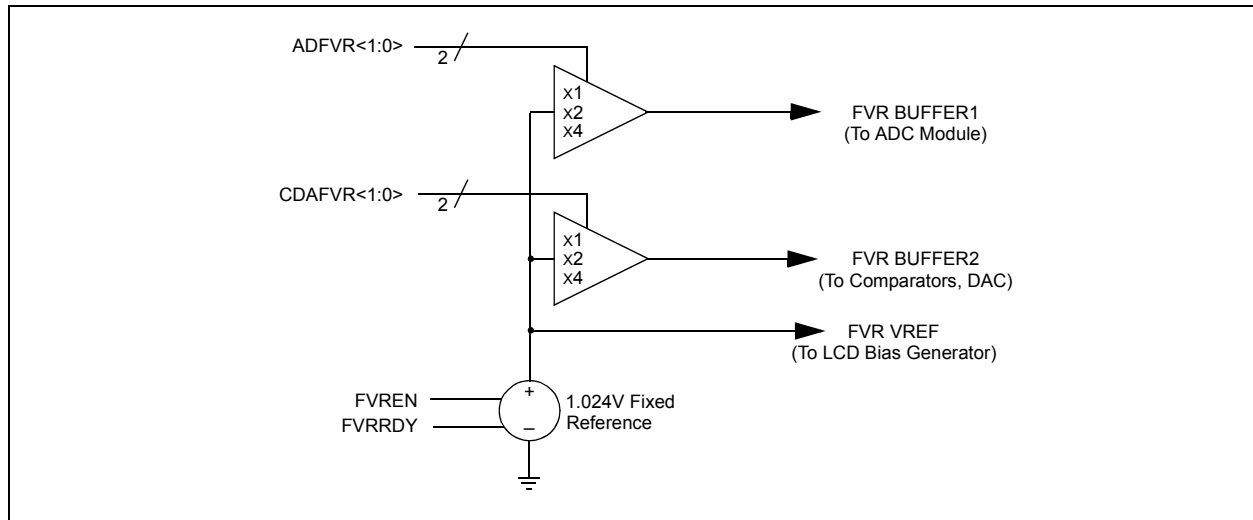 ADFVR<1:0>
2
X1
X2
X4
FVR BUFFER1
(To ADC Module)
CDAFVR<1:0>
2
X1
X2
X4
FVR BUFFER2
(To Comparators, DAC)
FVR VREF
(To LCD Bias Generator)
FVREN
FVRRDY
+
–
1.024V Fixed
Reference